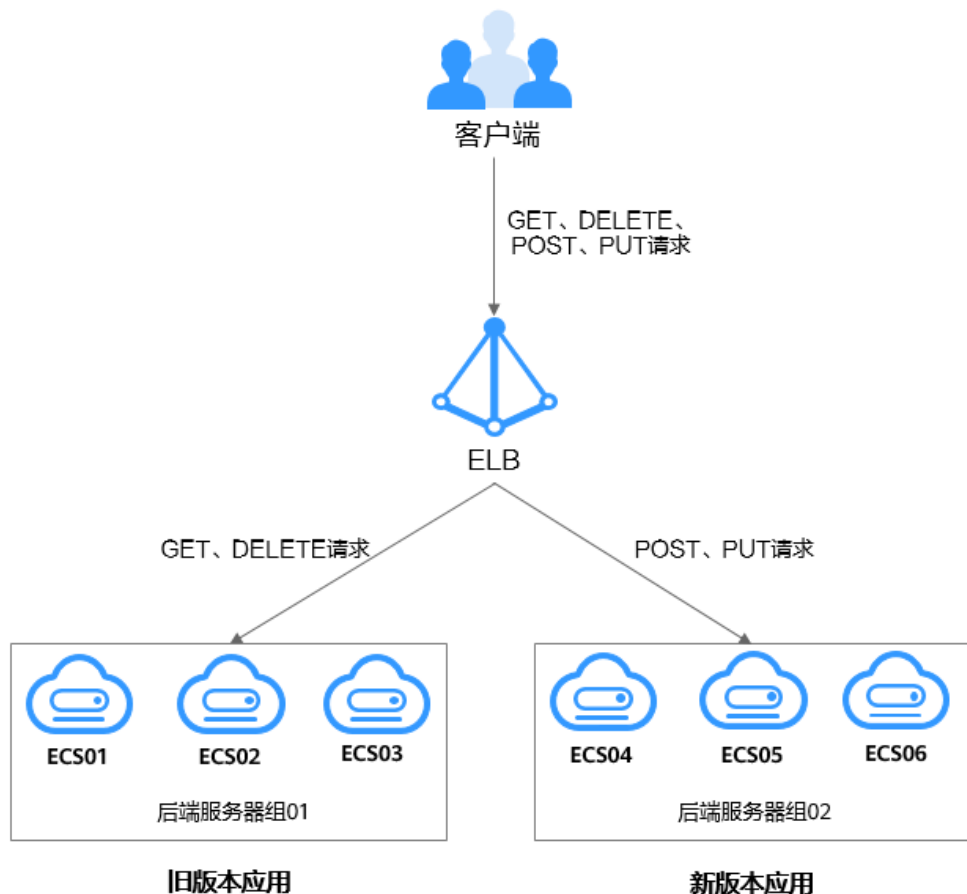 客户端
GET、DELETE、
POST、PUT请求
ELB
GET、DELETE请求
POST、PUT请求
ECS01
ECS02
ECS03
后端服务器组01
ECS04
ECS05
ECS06
后端服务器组02
旧版本应用
新版本应用